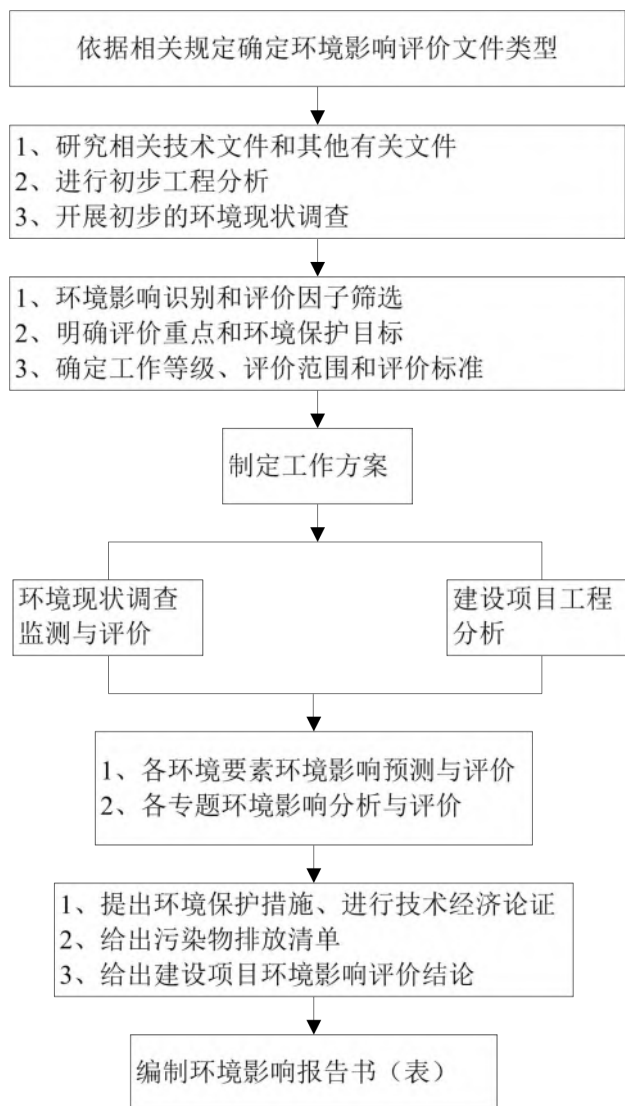 依据相关规定确定环境影响评价文件类型
1、研究相关技术文件和其他有关文件
2、进行初步工程分析
3、开展初步的环境现状调查
1、环境影响识别和评价因子筛选
2、明确评价重点和环境保护目标
3、确定工作等级、评价范围和评价标准
制定工作方案
环境现状调查
监测与评价
建设项目工程
分析
1、各环境要素环境影响预测与评价
2、各专题环境影响分析与评价
1、提出环境保护措施、进行技术经济论证
2、给出污染物排放清单
3、给出建设项目环境影响评价结论
编制环境影响报告书（表）